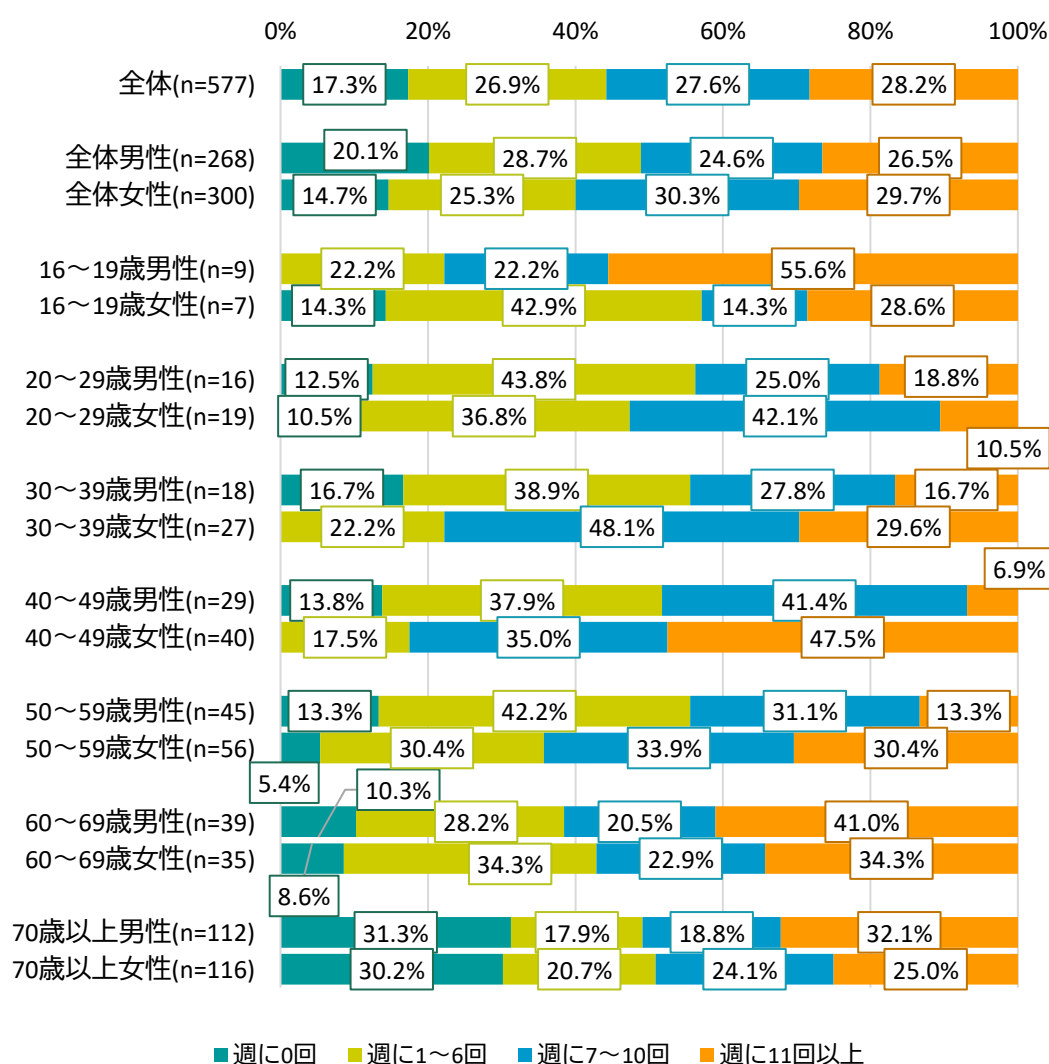 0% 20% 40% 60% 80% 100%
全体(n=577) 17.3% 26.9% 27.6% 28.2%
全体男性(n=268) 20.1% 28.7% 24.6% 26.5%
全体女性(n=300) 14.7% 25.3% 30.3% 29.7%
16～19歳男性(n=9) 22.2% 22.2% 55.6%
16～19歳女性(n=7) 14.3% 42.9% 14.3% 28.6%
20～29歳男性(n=16) 12.5% 43.8% 25.0% 18.8%
20～29歳女性(n=19) 10.5% 36.8% 42.1%
10.5%
30～39歳男性(n=18) 16.7% 38.9% 27.8% 16.7%
30～39歳女性(n=27) 22.2% 48.1% 29.6%
6.9%
40～49歳男性(n=29) 13.8% 37.9% 41.4%
40～49歳女性(n=40) 17.5% 35.0% 47.5%
50～59歳男性(n=45) 13.3% 42.2% 31.1% 13.3%
50～59歳女性(n=56) 30.4% 33.9% 30.4%
5.4% 10.3%
60～69歳男性(n=39) 28.2% 20.5% 41.0%
60～69歳女性(n=35) 34.3% 22.9% 34.3%
8.6%
70歳以上男性(n=112) 31.3% 17.9% 18.8% 32.1%
70歳以上女性(n=116) 30.2% 20.7% 24.1% 25.0%
週に0回 週に1～6回 週に7～10回 週に11回以上